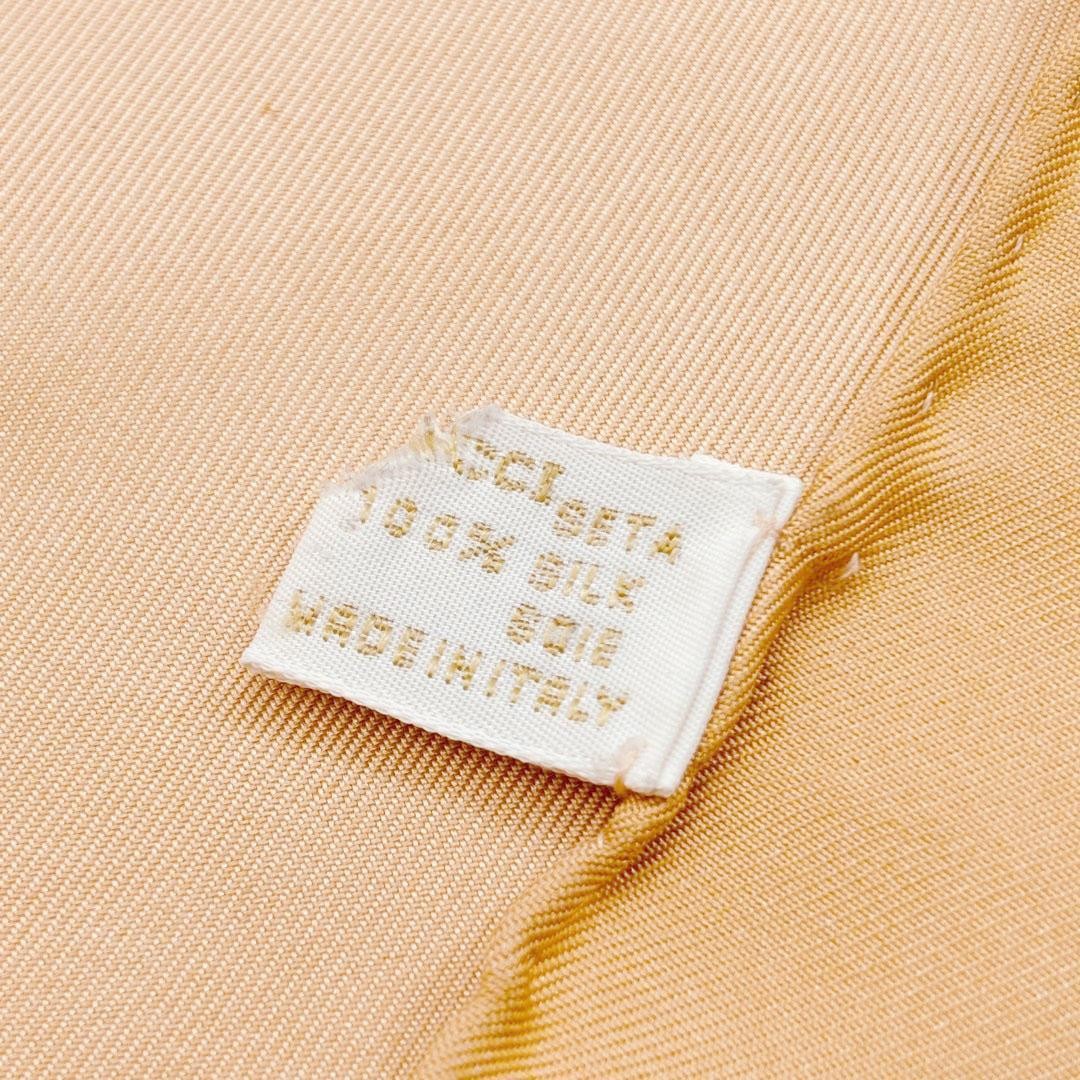 CCI
SETA
100% SILK
SOIE
MADE IN ITALY